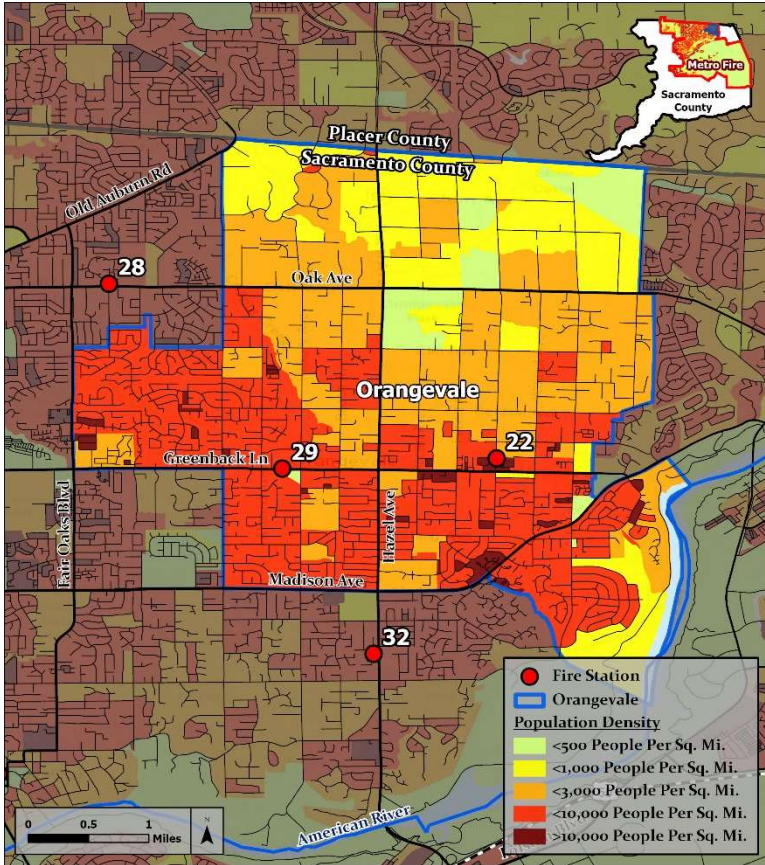 Metro Fire
Sacramento
County
Placer County
Sacramento County
Old Auburn Rd
28
Oak Ave
Orangevale
22
29
Greenback Ln
Fair Oaks Blvd
Hazel Ave
Madison Ave
32
Fire Station
Orangevale
Population Density
<500 People Per Sq. Mi.
<1,000 People Per Sq. Mi.
<3,000 People Per Sq. Mi.
<10,000 People Per Sq. Mi.
>10,000 People Per Sq. Mi.
American River
0 0.5 1
Miles
N